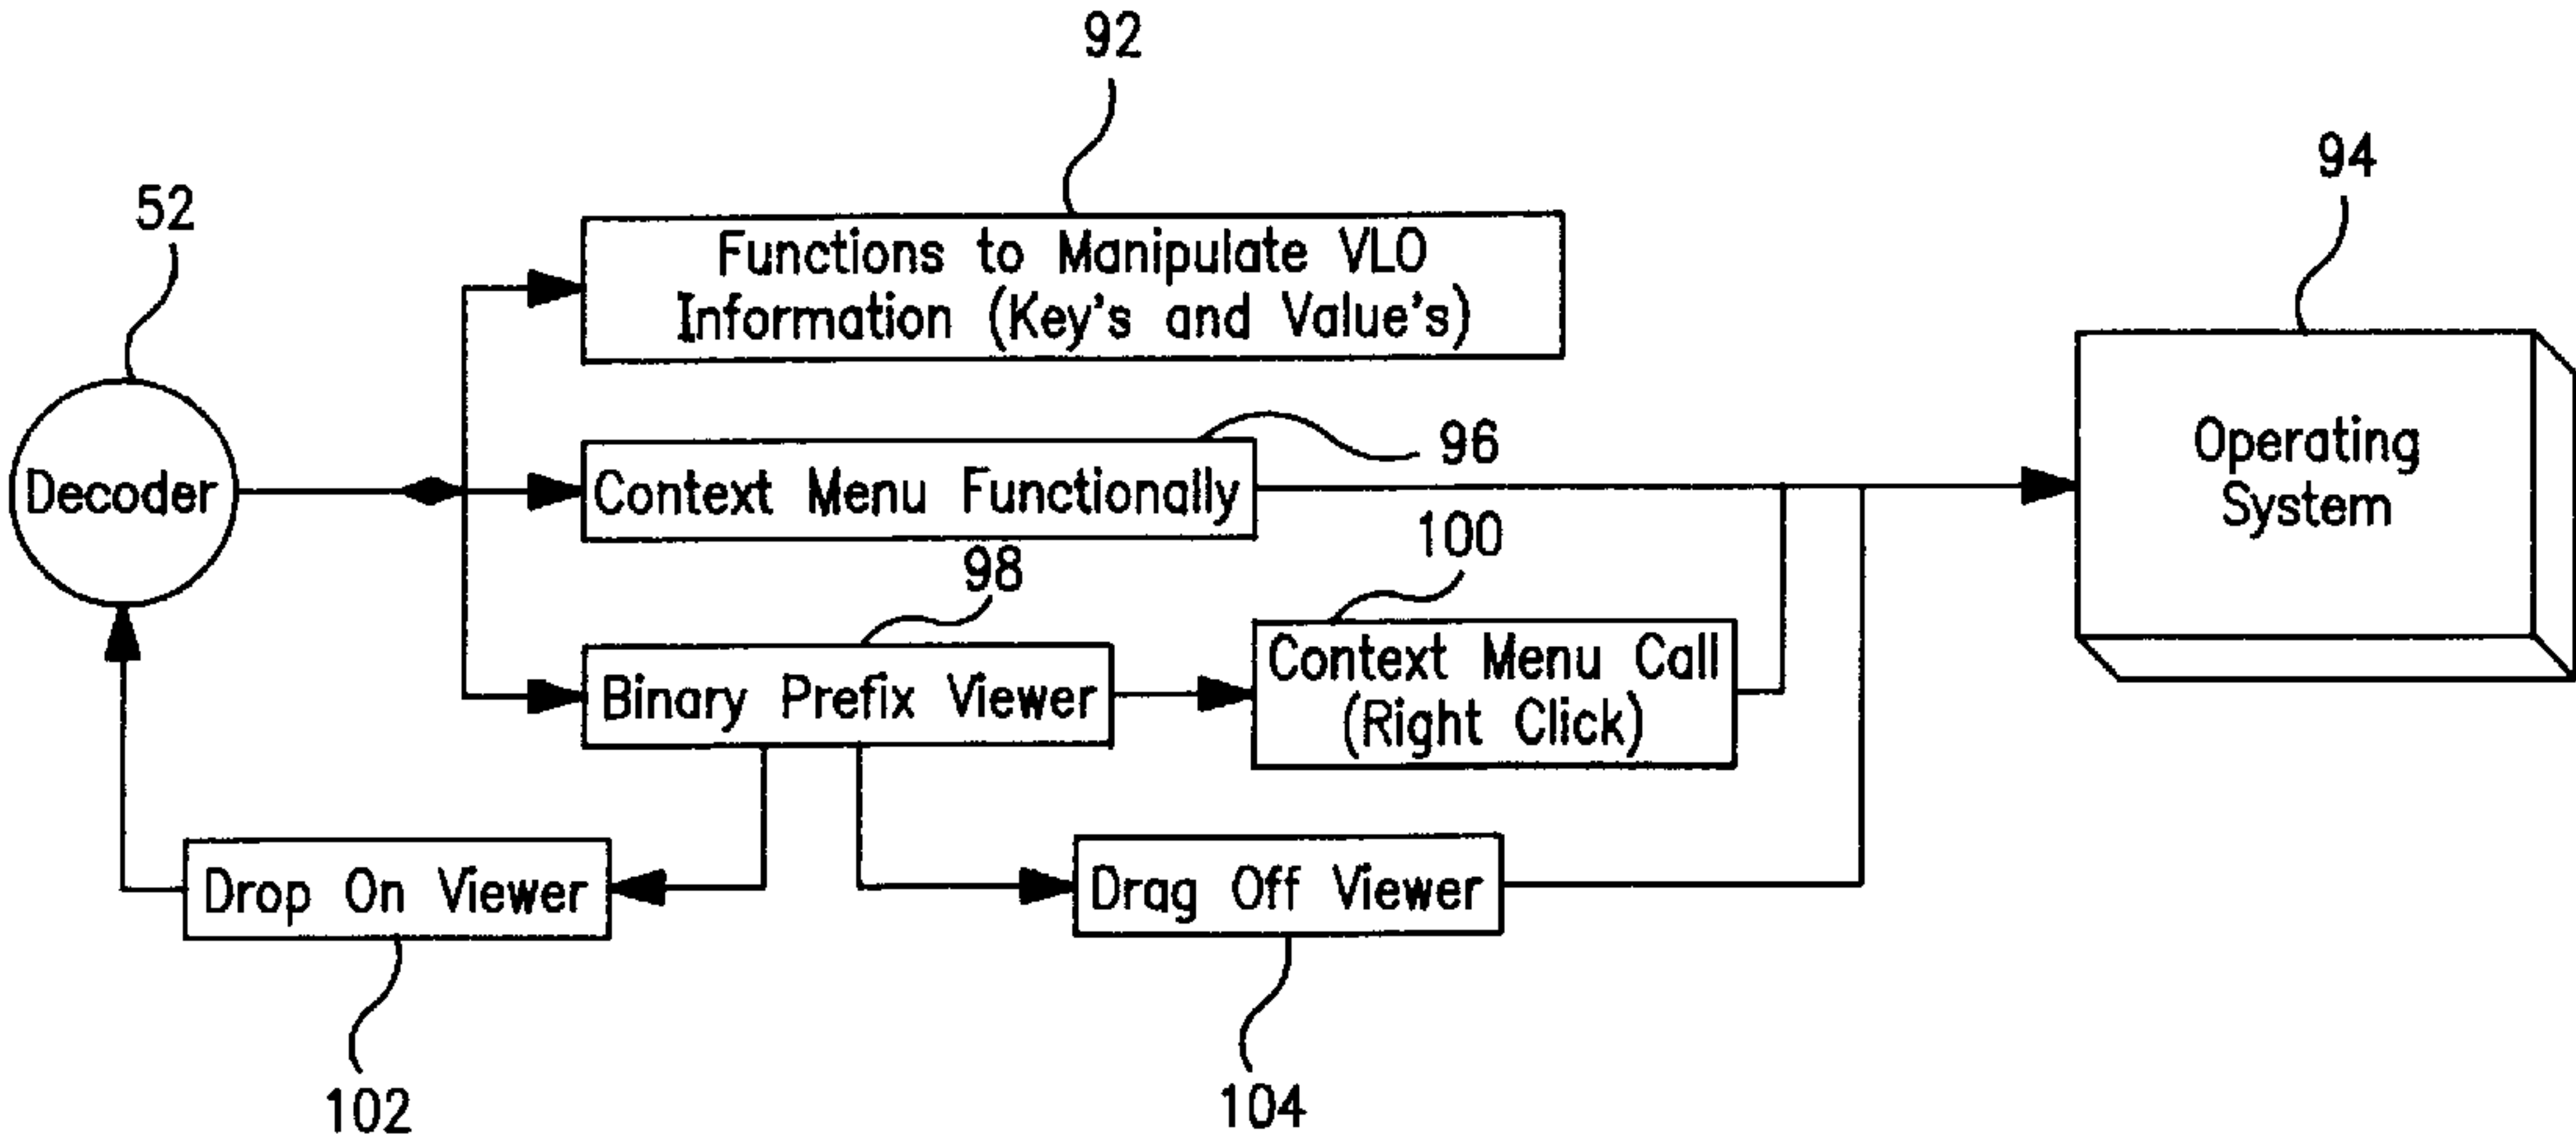 92
94
52
Functions to Manipulate VLO
Information (Key's and Value's)
96
Operating
System
Decoder
Context Menu Functionally
100
98
Context Menu Call
(Right Click)
Binary Prefix Viewer
Drop On Viewer
Drag Off Viewer
102
104